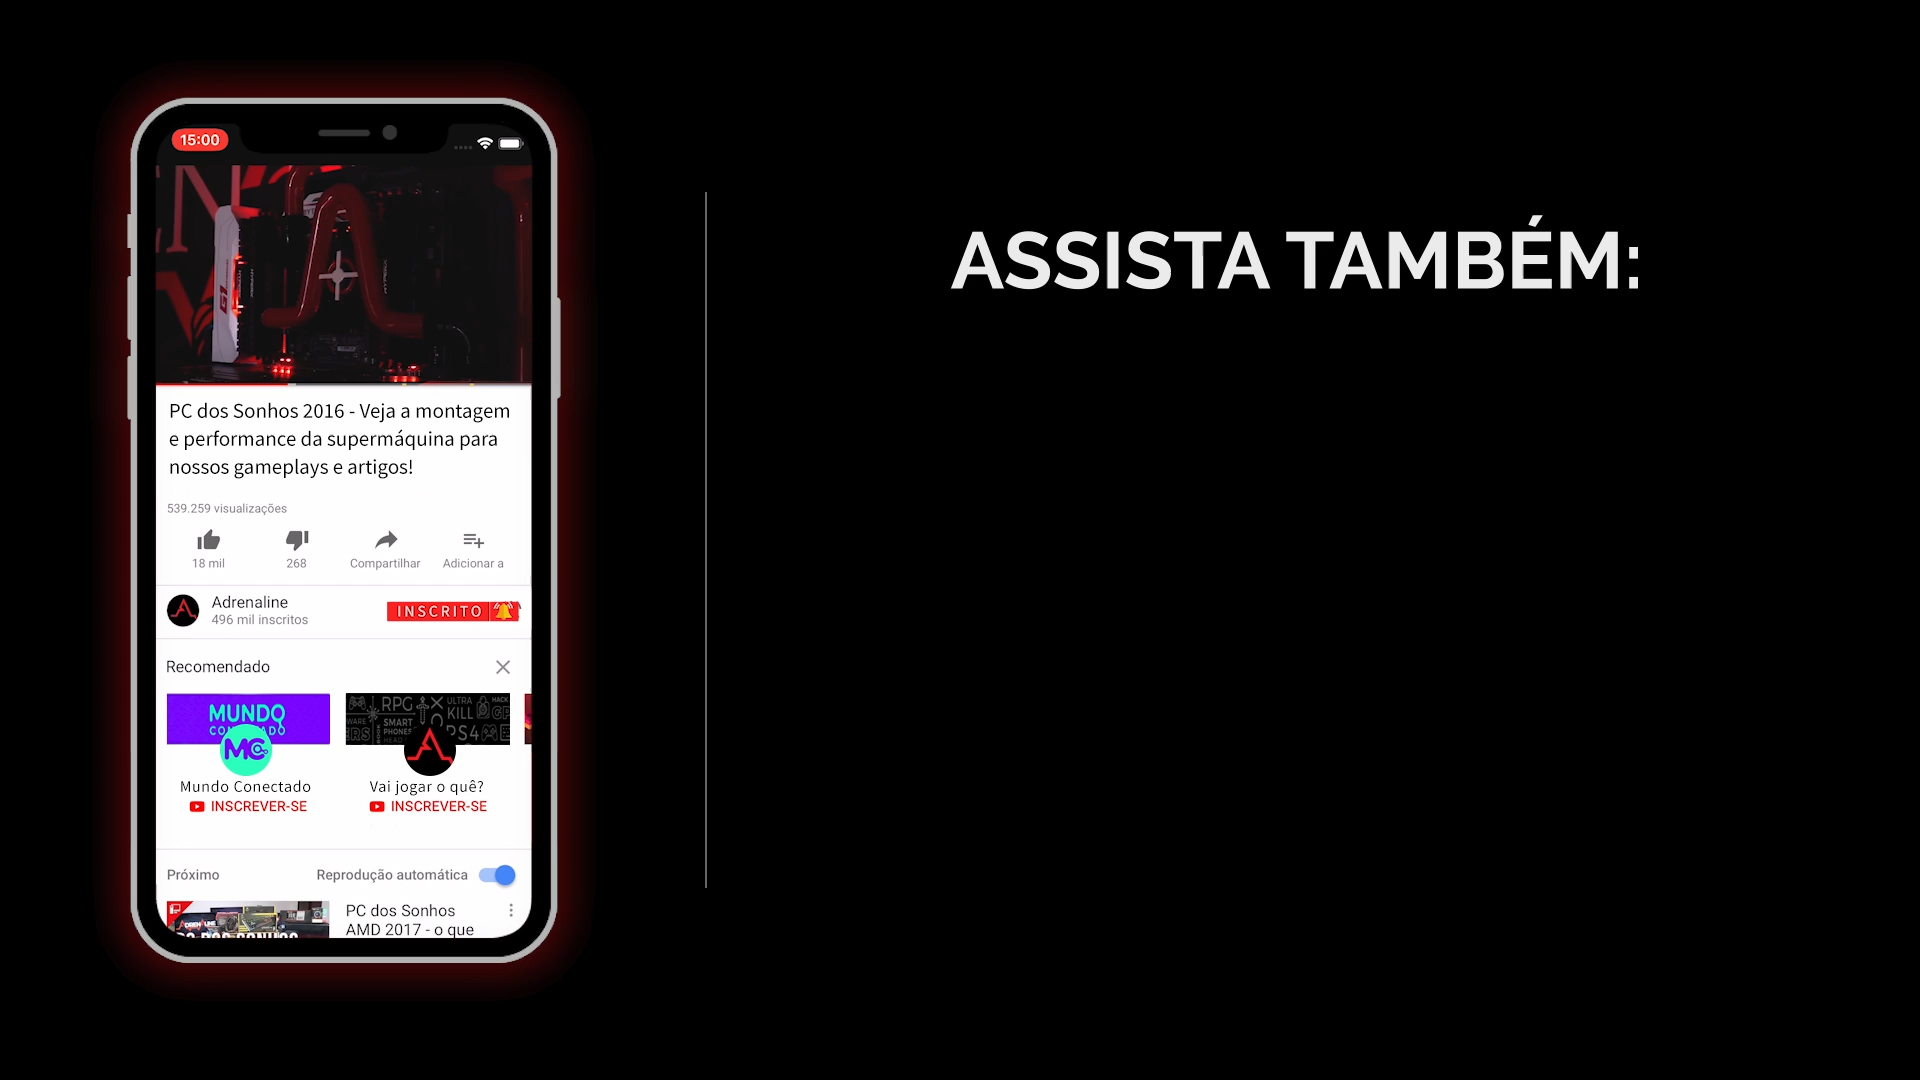 15:00
PC dos Sonhos 2016 - Veja a montagem
e performance da supermáquina para
nossos gameplays e artigos!
539.259 visualizações
18 mil
268
Compartilhar
Adicionar a
Adrenaline
496 mil inscritos
INSCRITO
Recomendado
MUNDO
MC
Mundo Conectado
INSCREVER-SE
RPG
ULTRA
KILL
HACK
SMART
PHONES
PS4
Vai jogar o quê?
INSCREVER-SE
Próximo
Reprodução automática
PC dos Sonhos
AMD 2017 - o que
ASSISTA TAMBÉM: